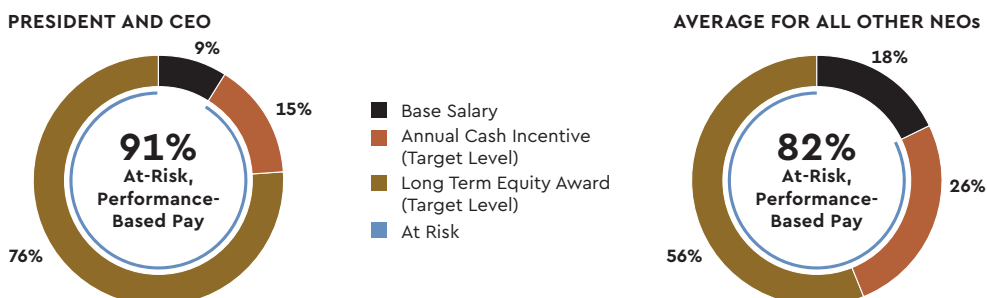 PRESIDENT AND CEO
9%
15%
91%
At-Risk,
Performance-
Based Pay
76%
Base Salary
Annual Cash Incentive
(Target Level)
Long Term Equity Award
(Target Level)
At Risk
AVERAGE FOR ALL OTHER NEOs
18%
82%
At-Risk,
Performance-
Based Pay
26%
56%